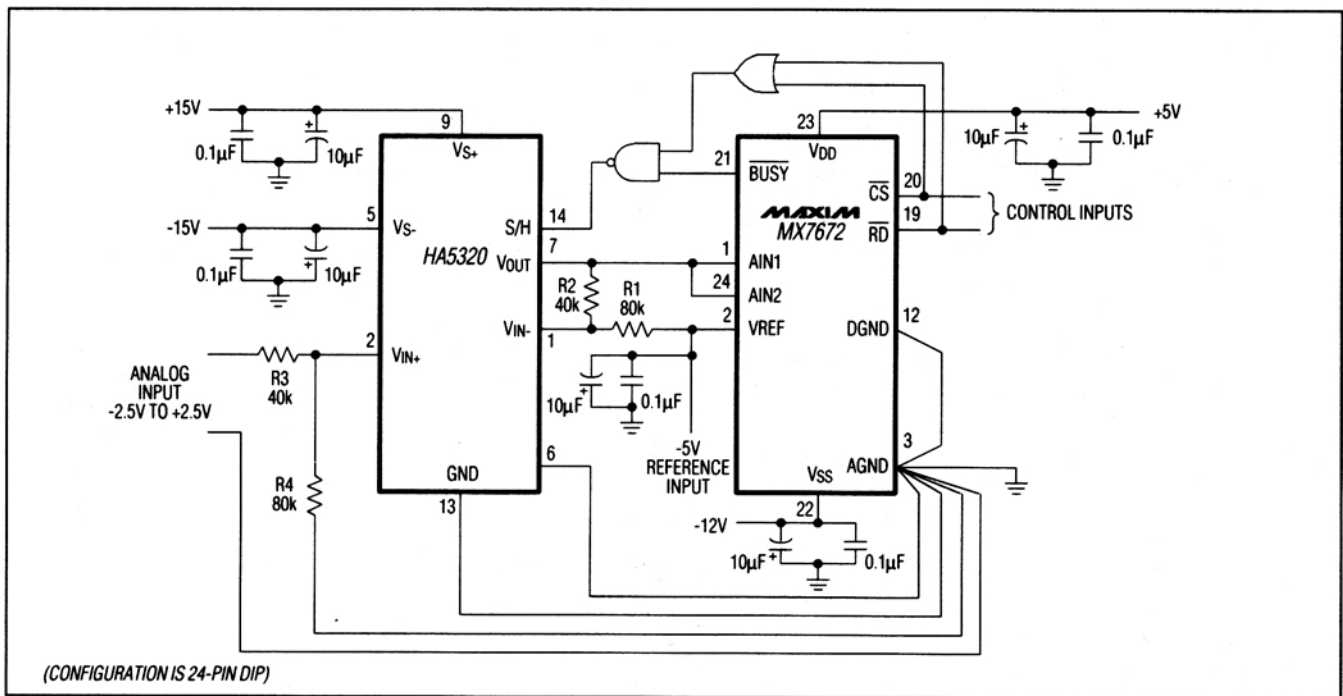 +15V
0.1µF
+
10µF
9
VS+
-15V
5
VS-
0.1µF
+
10µF
HA5320
S/H
14
VOUT
7
VIN-
1
ANALOG
INPUT
-2.5V TO +2.5V
R3
40k
2
VIN+
R4
80k
GND
13
6
R2
40k
R1
80k
10µF
+
0.1µF
-5V
REFERENCE
INPUT
23
VDD
21
BUSY
MAXIM
MX7672
CS
20
RD
19
CONTROL INPUTS
1
AIN1
24
AIN2
2
VREF
DGND
12
AGND
3
VSS
22
-12V
10µF
+
0.1µF
+5V
10µF
+
0.1µF
(CONFIGURATION IS 24-PIN DIP)